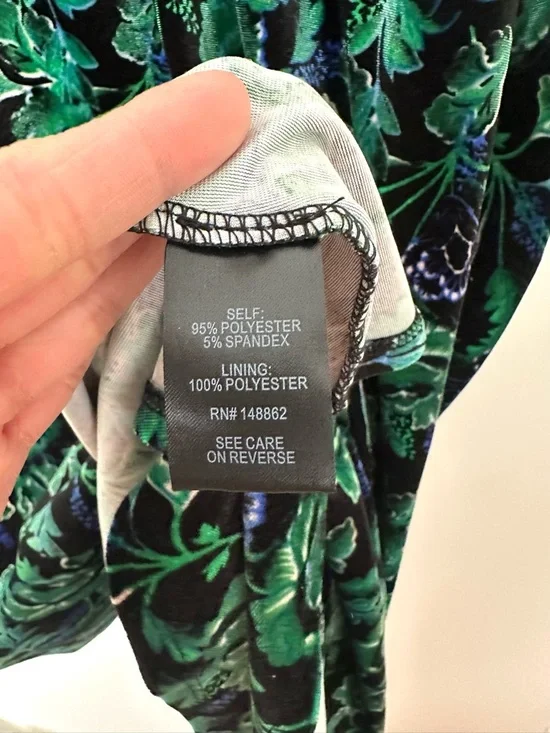 SELF:
95% POLYESTER
5% SPANDEX
LINING:
100% POLYESTER
RN# 148862
SEE CARE
ON REVERSE